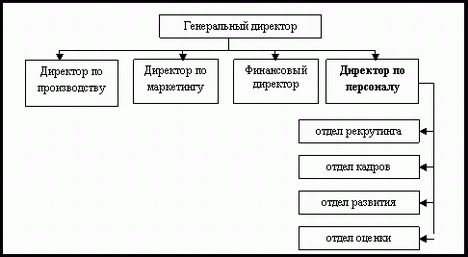 Генеральный директор
Директор по
производству
Директор по
маркетингу
Финансовый
директор
Директор по
персоналу
отдел рекрутинга
отдел кадров
отдел развития
отдел оценки